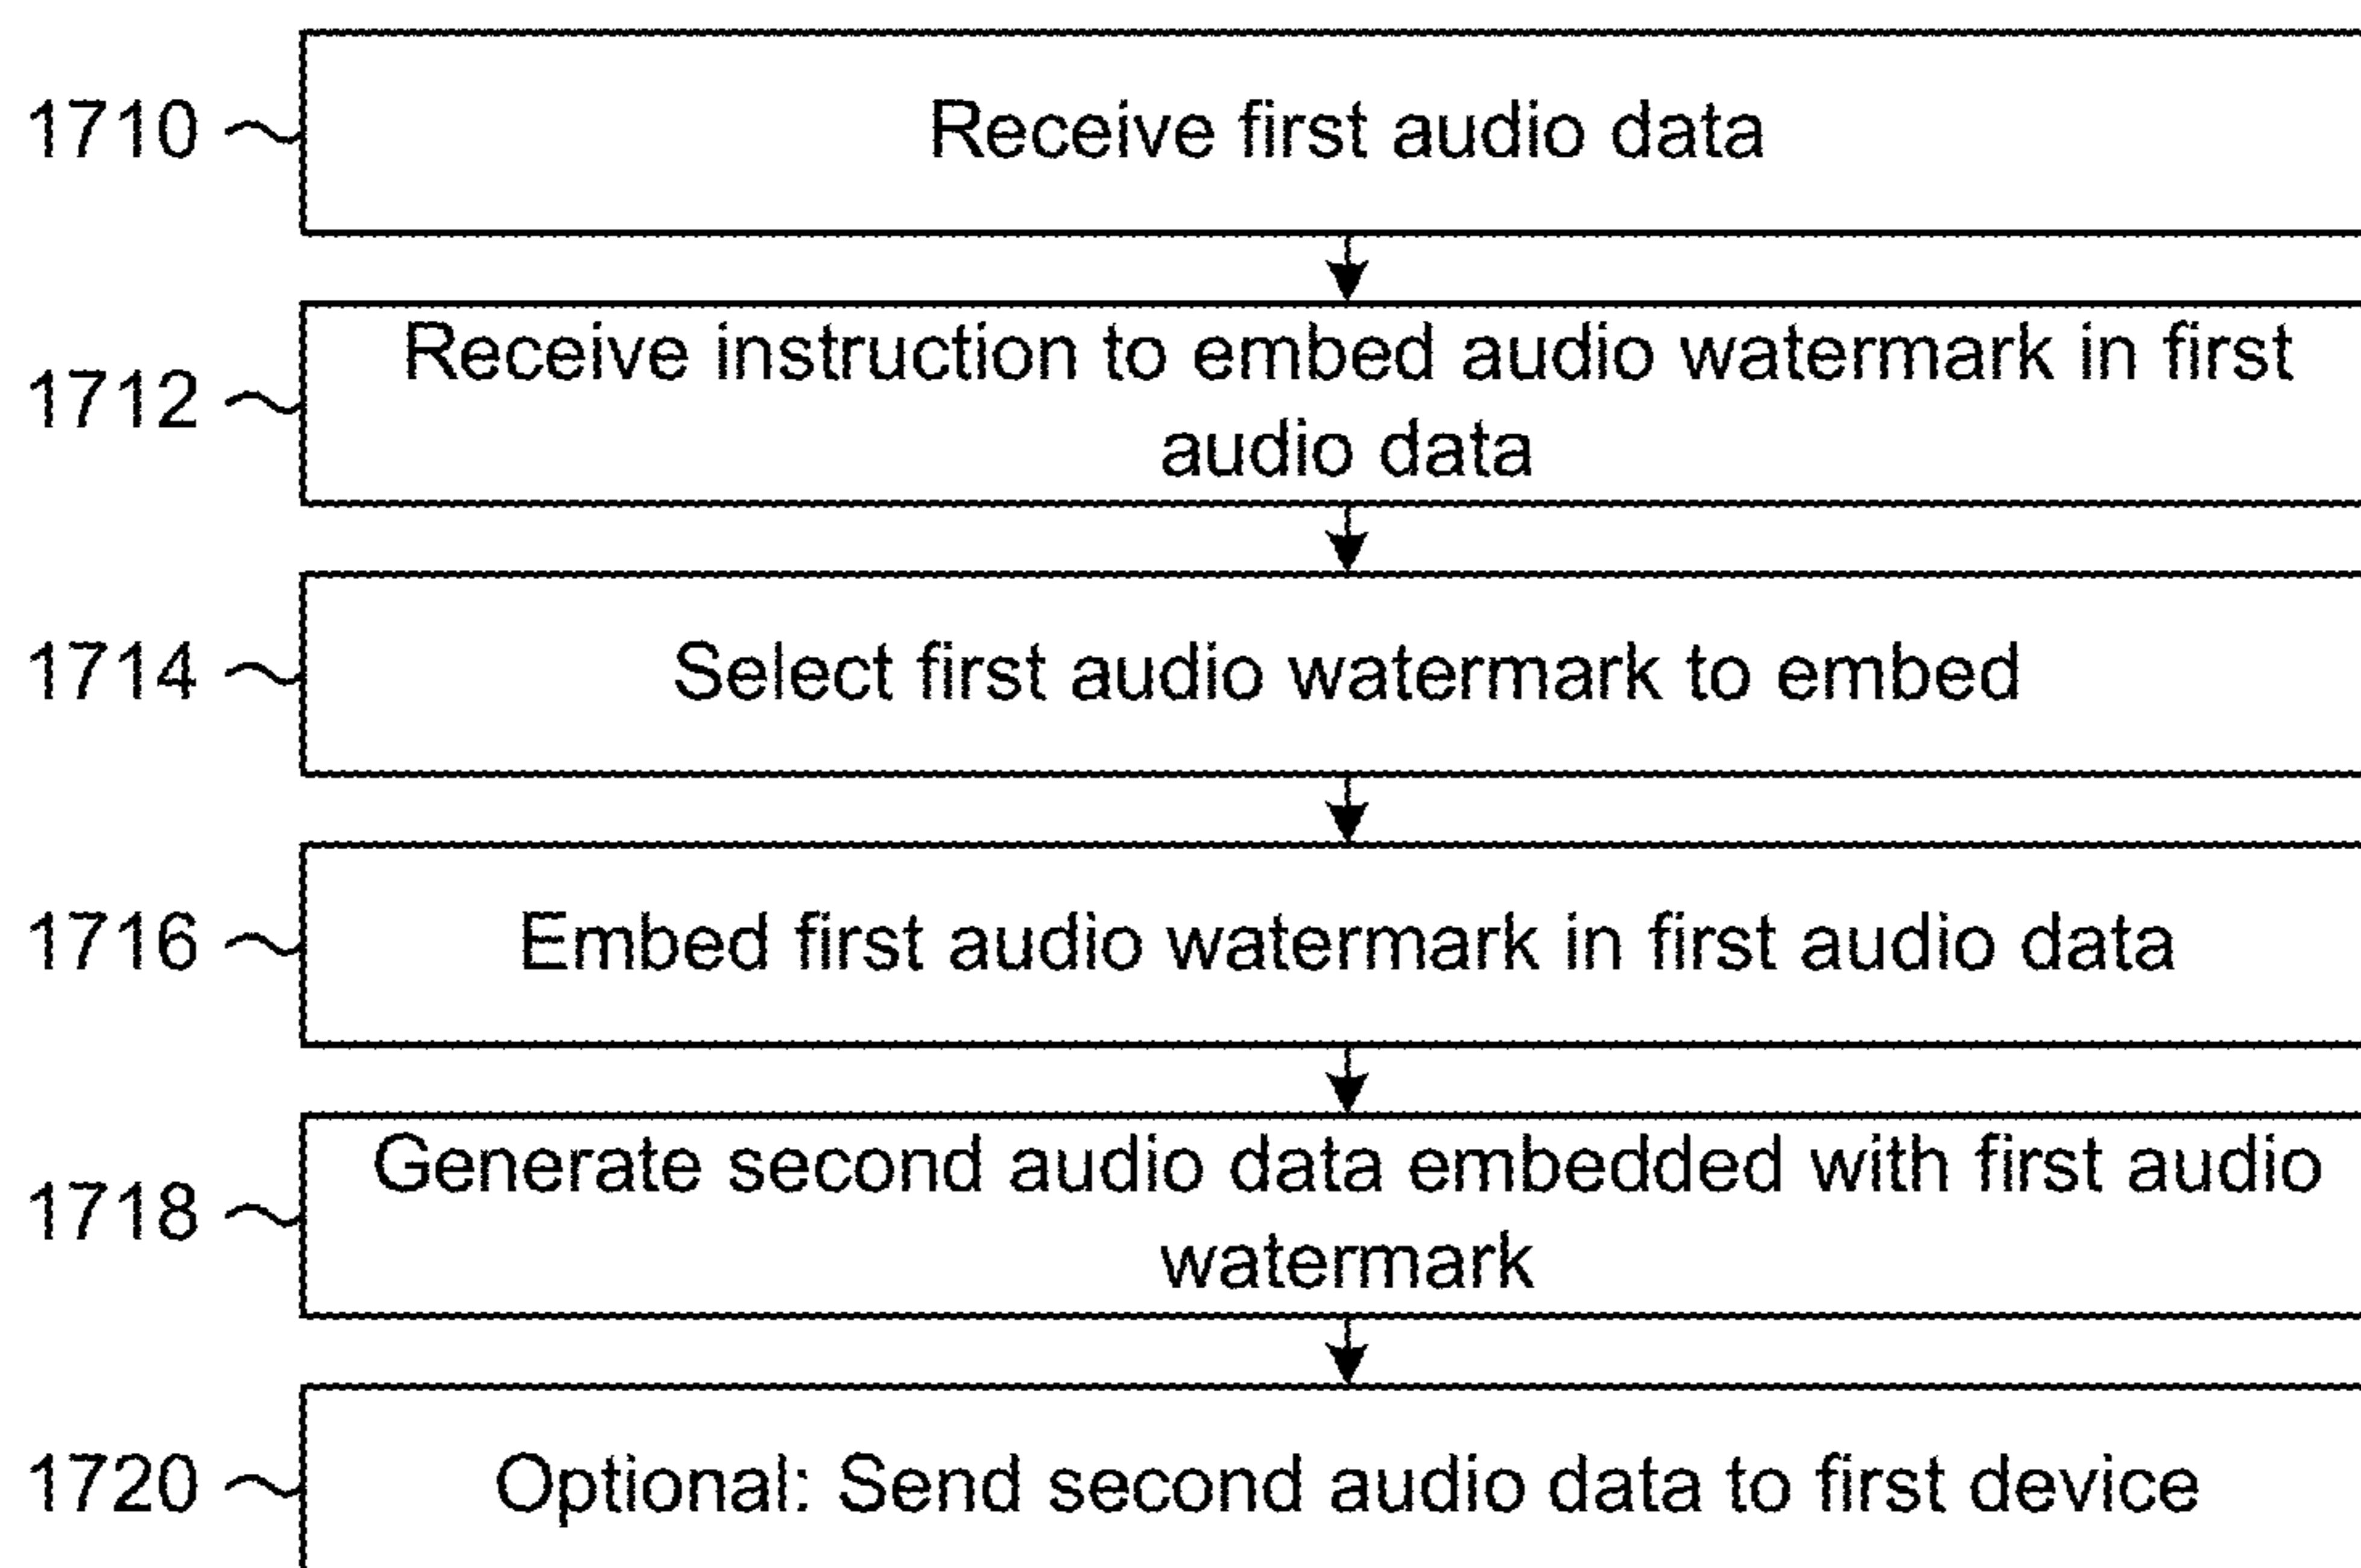 1710 Receive first audio data
1712 Receive instruction to embed audio watermark in first
audio data
1714 Select first audio watermark to embed
1716 Embed first audio watermark in first audio data
1718 Generate second audio data embedded with first audio
watermark
1720 Optional: Send second audio data to first device